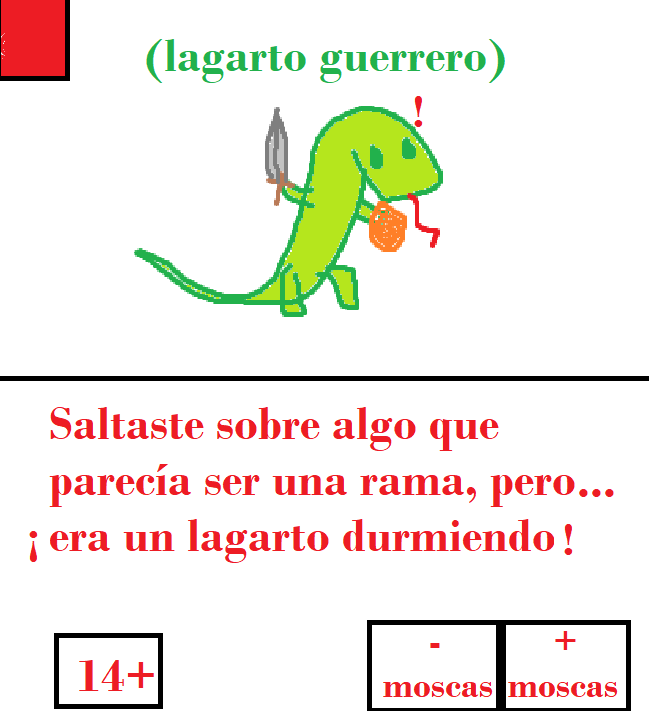 (lagarto guerrero)
!
Saltaste sobre algo que
parecía ser una rama, pero...
¡era un lagarto durmiendo!
14+
- moscas
+ moscas